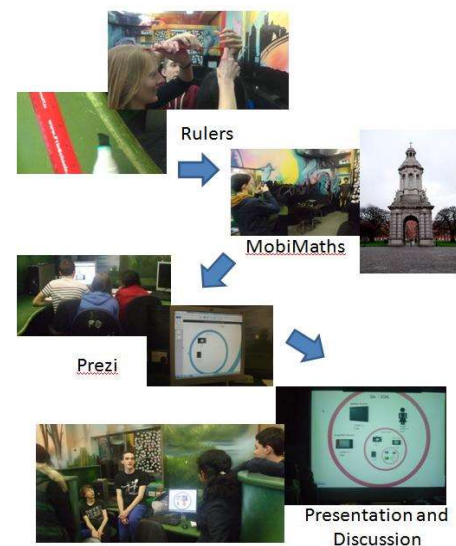 Rulers
MobiMaths
Prezi
Presentation and
Discussion